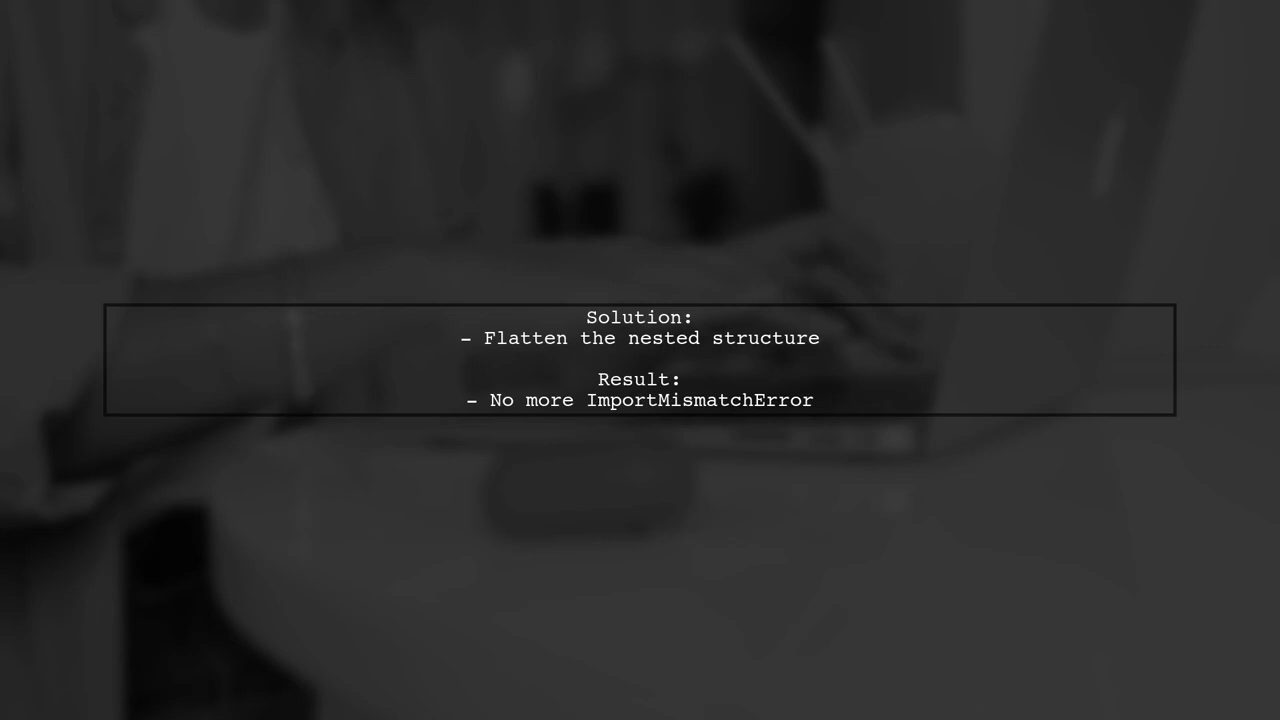 Solution:
– Flatten the nested structure
Result:
– No more ImportMismatchError